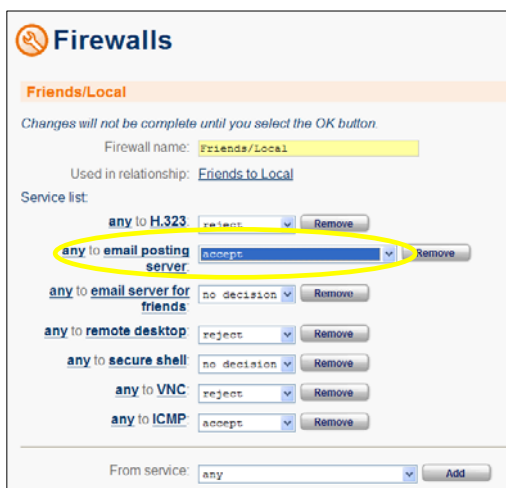 Firewalls
Friends/Local
Changes will not be complete until you select the OK button.
Firewall name: Friends/Local
Used in relationship: Friends to Local
Service list:
any to H.323: reject Remove
any to email posting server: accept Remove
any to email server for friends: no decision Remove
any to remote desktop: reject Remove
any to secure shell: no decision Remove
any to VNC: reject Remove
any to ICMP: accept Remove
From service: any Add